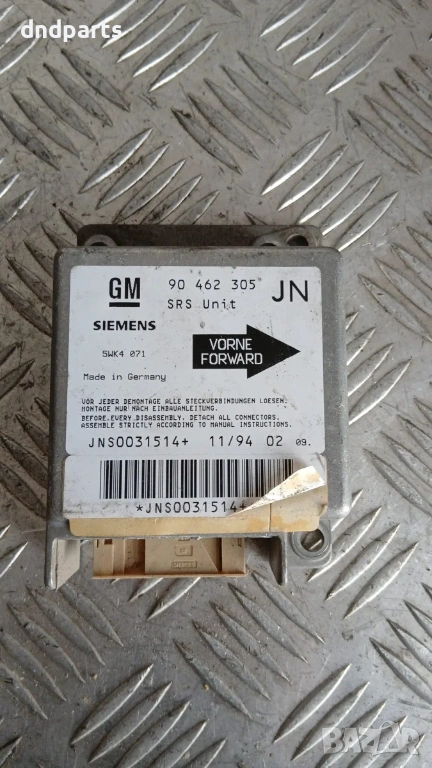 dndparts
GM
90 462 305
JN
SRS Unit
SIEMENS
VORNE
FORWARD
5WK4 071
Made in Germany
VOR JEDER DEMONTAGE ALLE STECKVERBINDUNGEN LOESEN.
MONTAGE NUR NACH EINBAUANLEITUNG.
BEFORE EVERY DISASSEMBLY, DETACH ALL CONNECTORS.
ASSEMBLE STRICTLY ACCORDING TO MANUAL INSTRUCTIONS.
JNS0031514+ 11/94 02 09.
*JNS0031514+
BAZAR